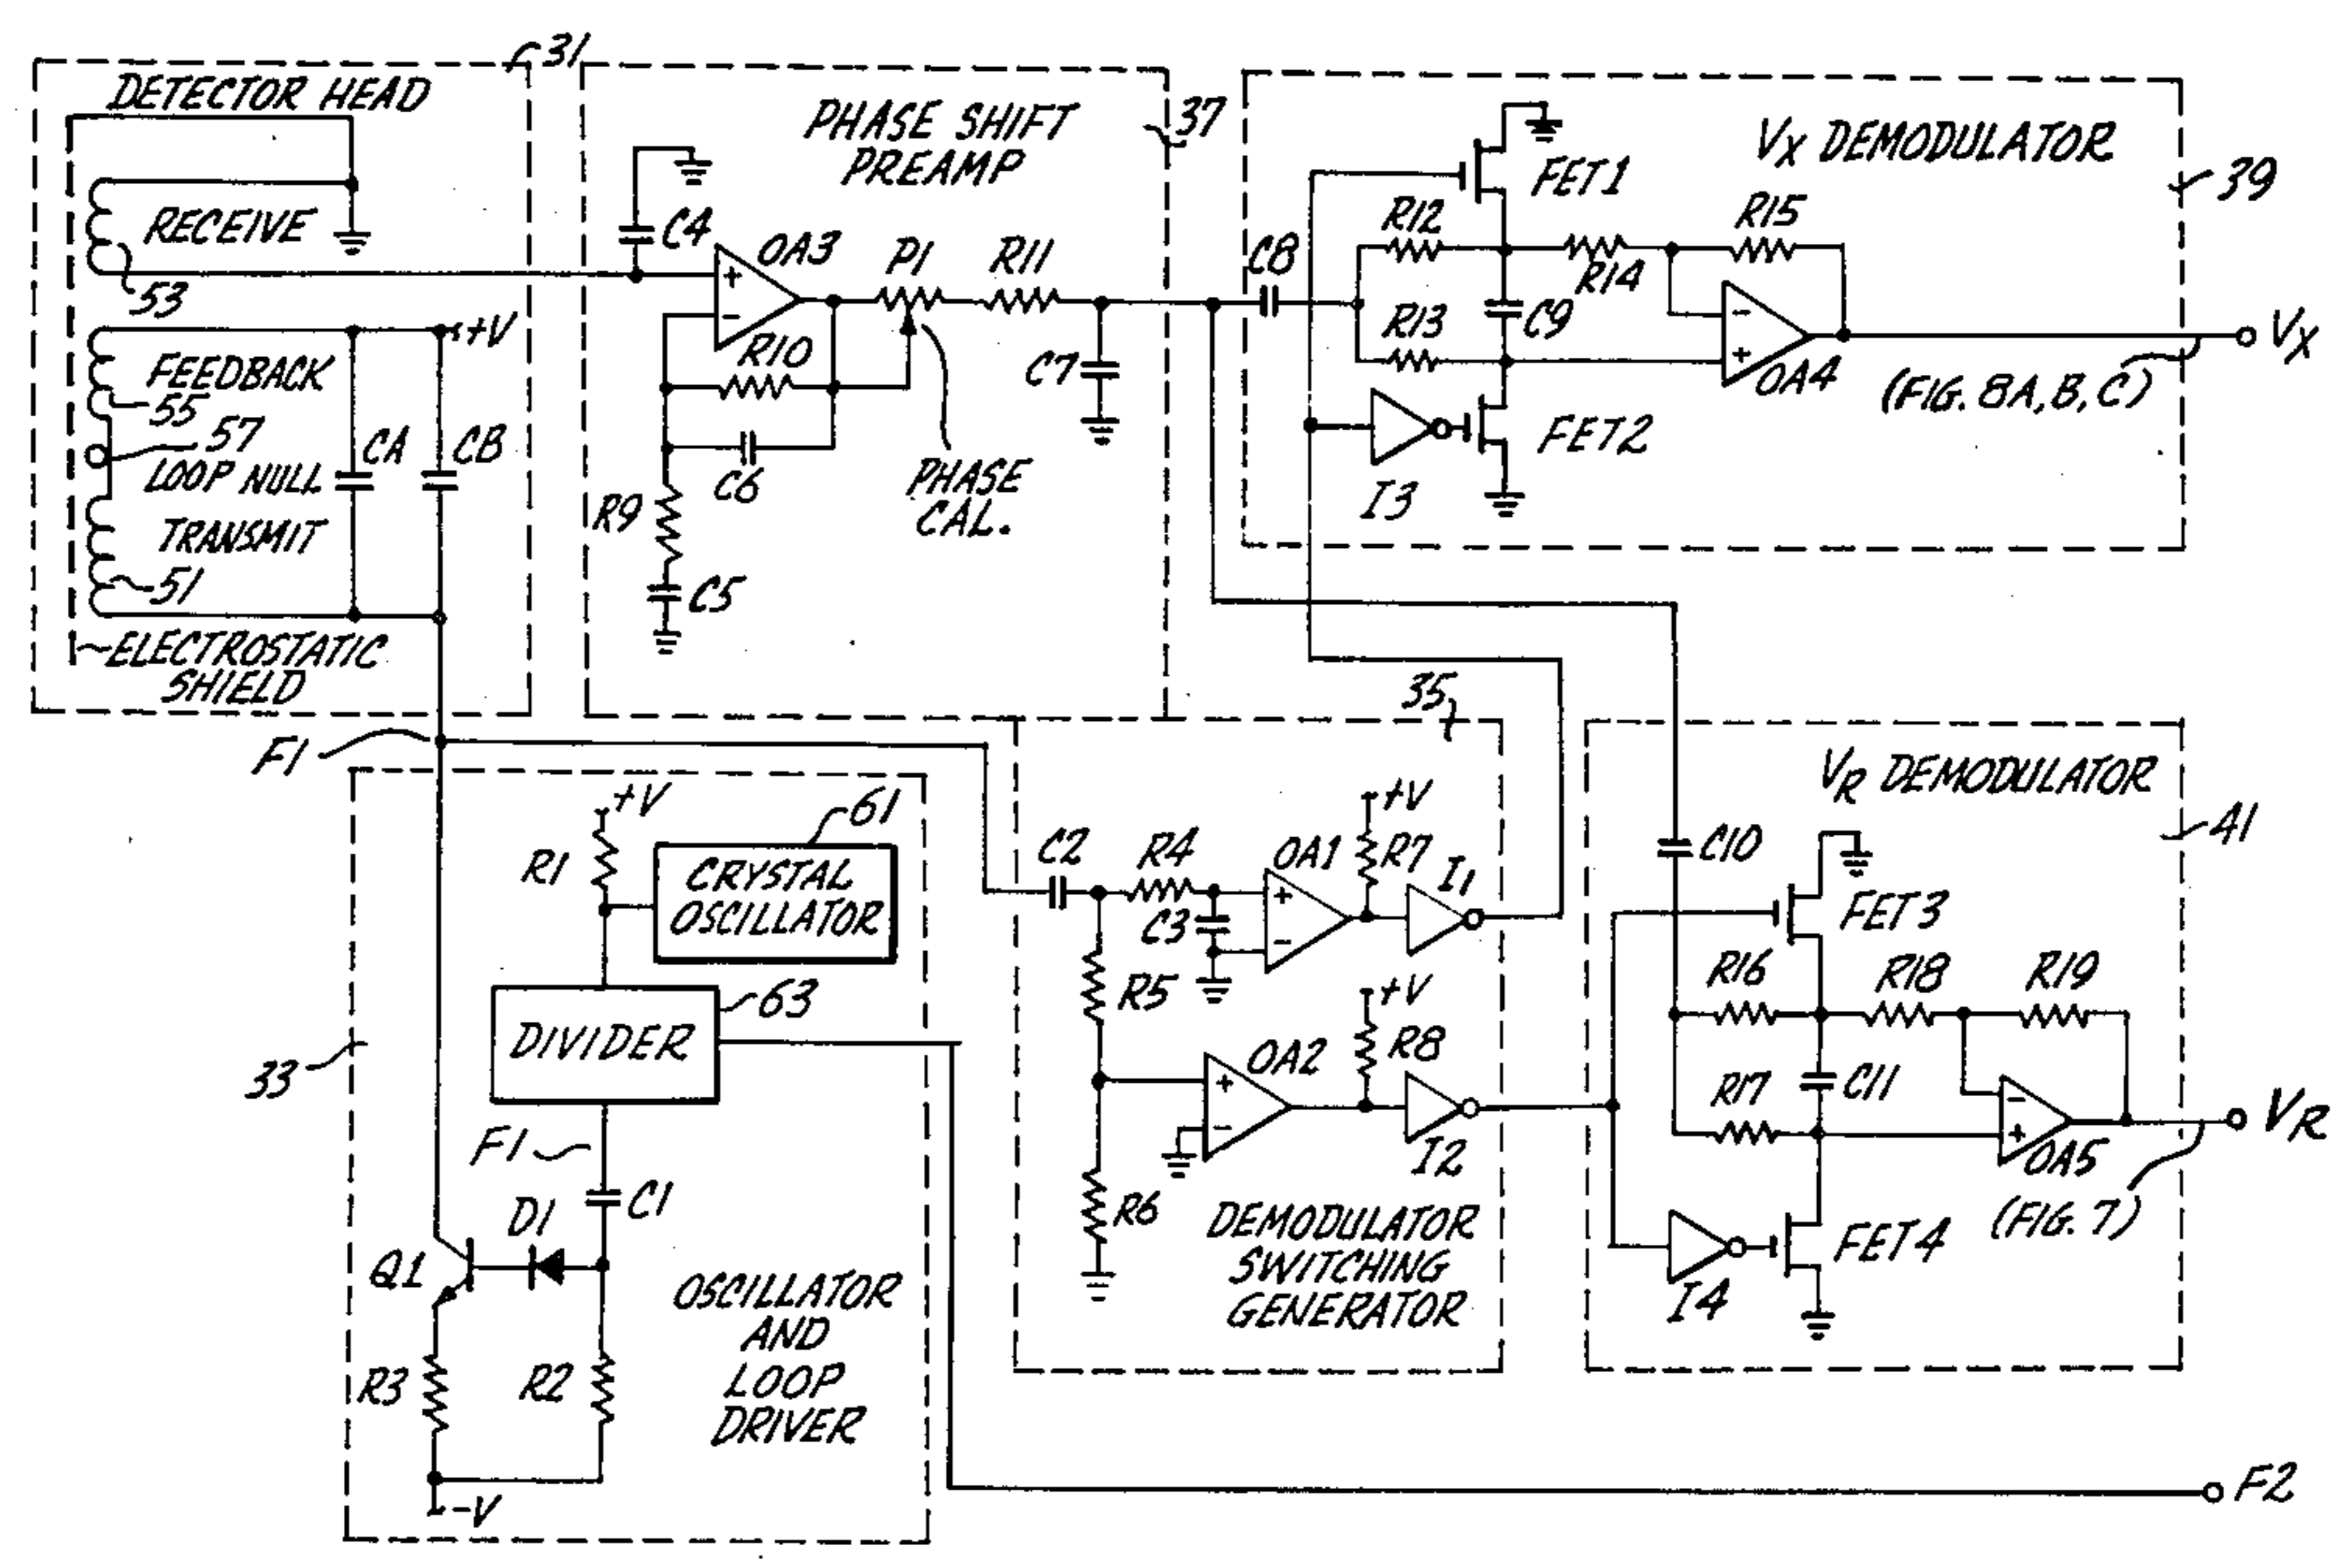 31
DETECTOR HEAD
RECEIVE
53
+V
FEEDBACK
55
57
LOOP NULL
CA
CB
TRANSMIT
51
ELECTROSTATIC
SHIELD
F1
PHASE SHIFT
PREAMP
37
C4
OA3
P1
R11
R10
C7
C6
R9
C5
PHASE
CAL.
VX DEMODULATOR
39
FET1
C8
R12
R14
R15
R13
C9
OA4
VX
(FIG. 8A, B, C)
I3
FET2
35
+V
R1
61
CRYSTAL
OSCILLATOR
63
DIVIDER
33
F1
C1
D1
Q1
R3
R2
-V
OSCILLATOR
AND
LOOP
DRIVER
C2
R4
C3
OA1
+V
R7
I1
R5
OA2
+V
R8
I2
R6
DEMODULATOR
SWITCHING
GENERATOR
VR DEMODULATOR
41
C10
FET3
R16
R18
R19
R17
C11
OA5
VR
(FIG. 7)
I4
FET4
F2